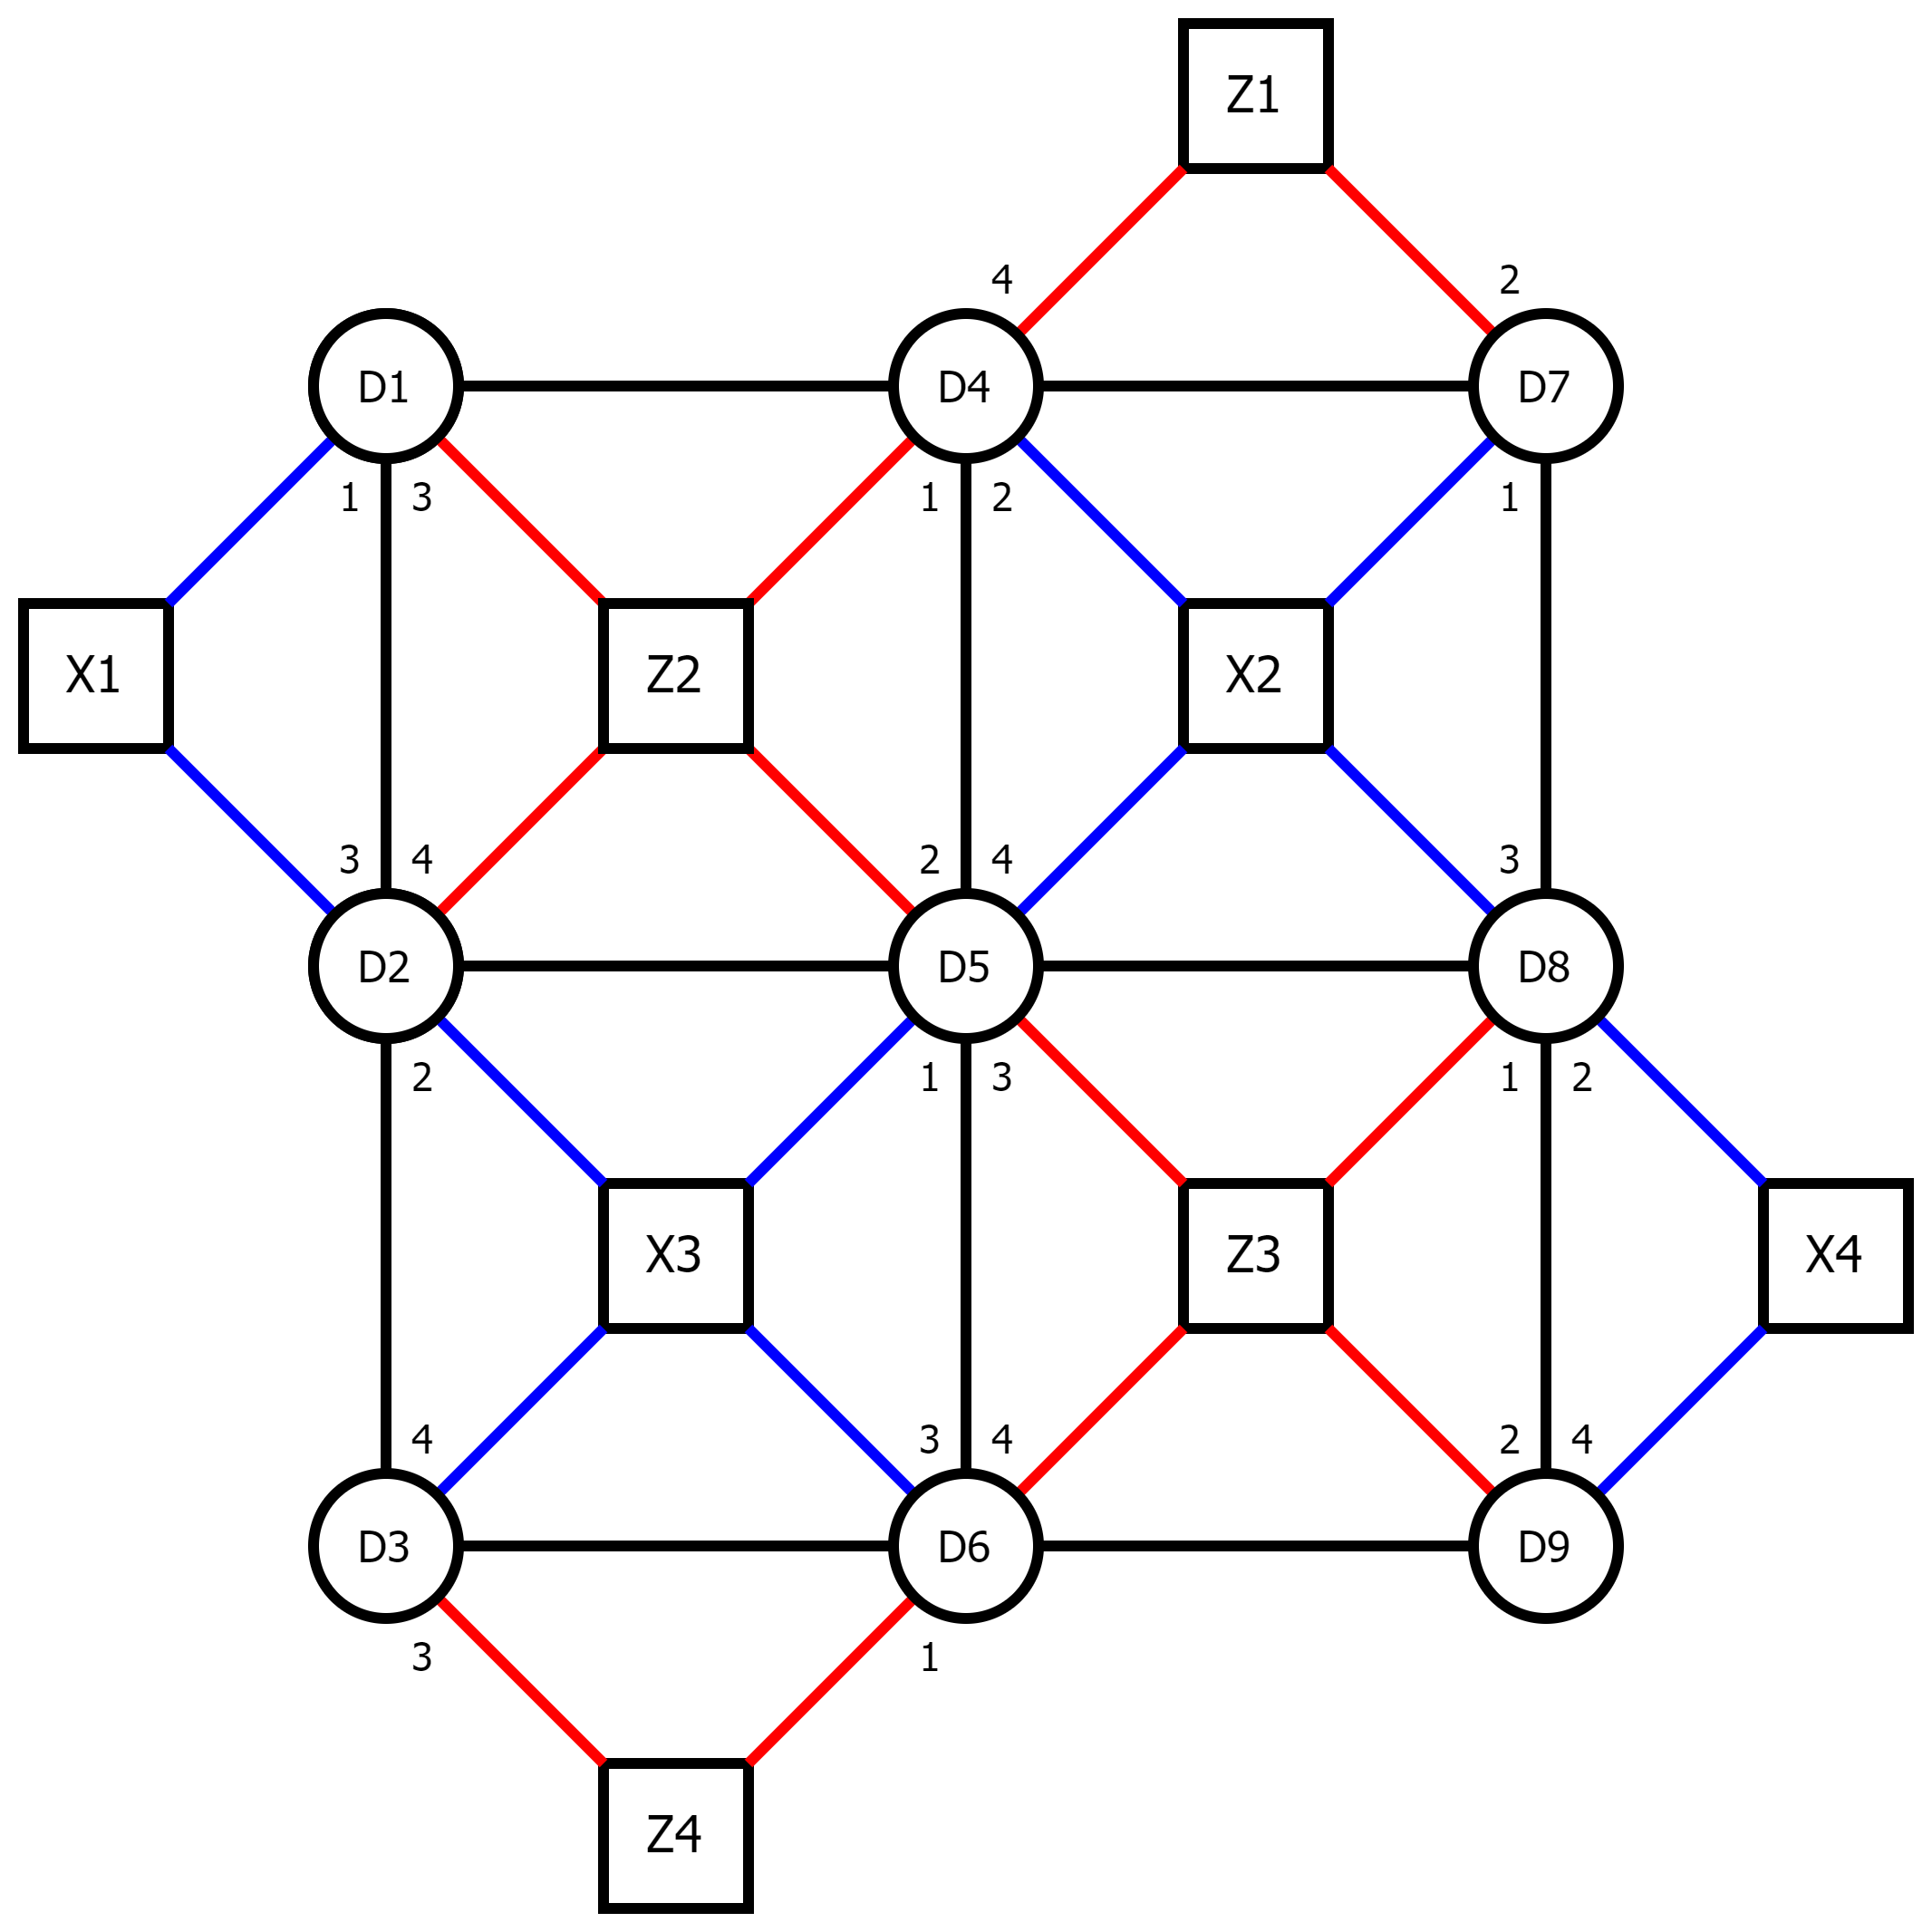 Z1
4 2
D1 D4 D7
1 3 1 2 1
X1 Z2 X2
3 4 2 4 3
D2 D5 D8
2 1 3 1 2
X3 Z3 X4
4 3 4 2 4
D3 D6 D9
3 1
Z4